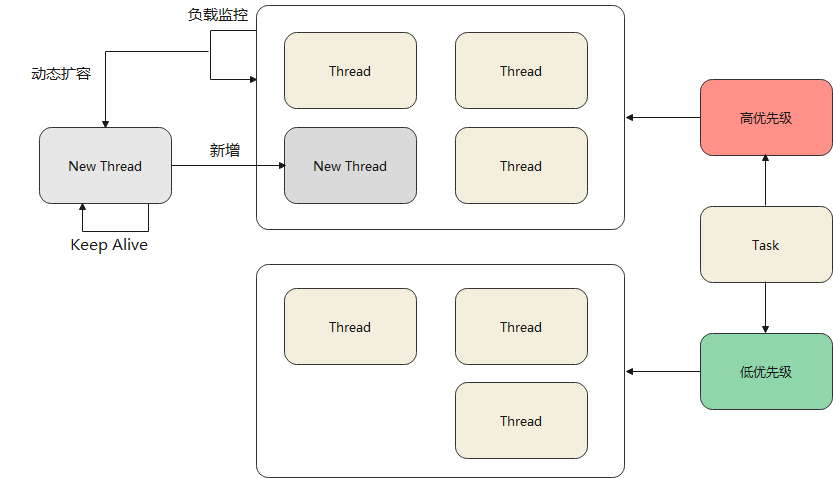 负载监控
动态扩容
Thread
Thread
高优先级
New Thread
新增
New Thread
Thread
Keep Alive
Task
Thread
Thread
低优先级
Thread